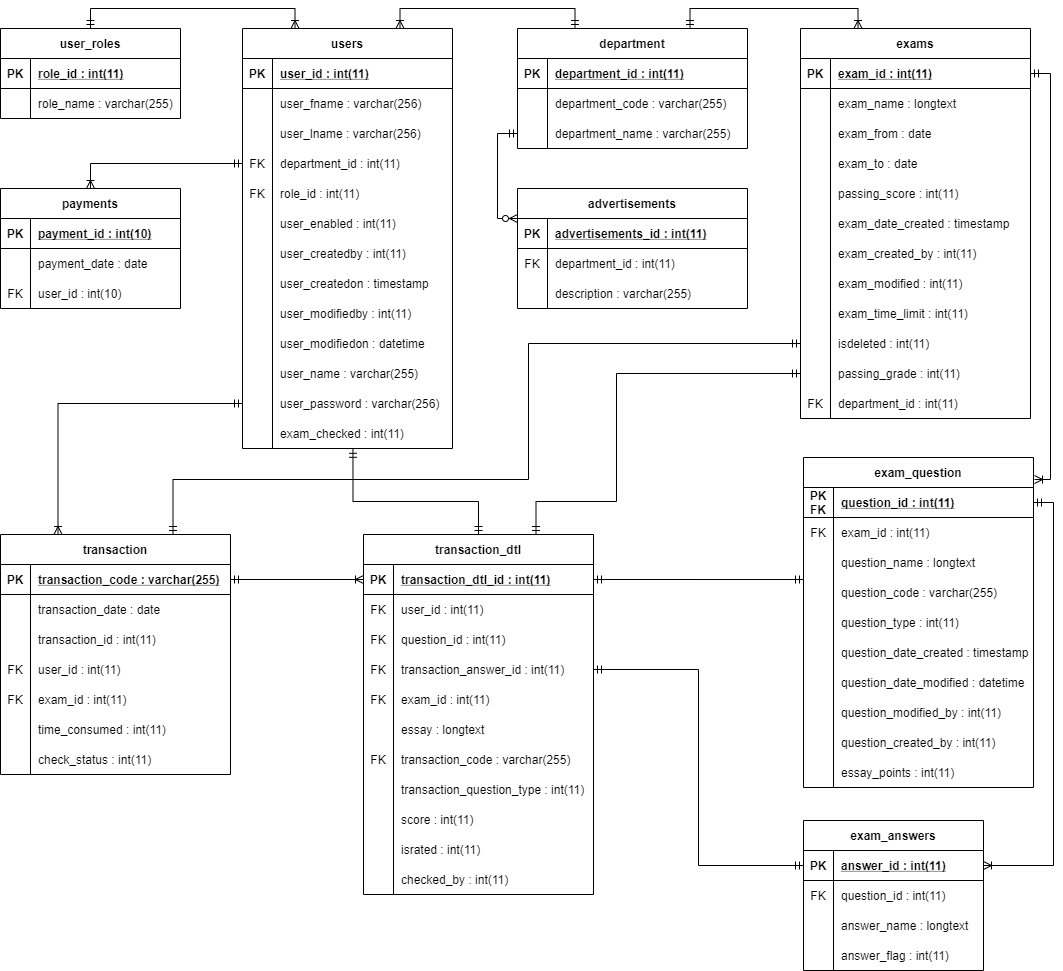 user_roles
PK role_id : int(11)
role_name : varchar(255)
users
PK user_id : int(11)
user_fname : varchar(256)
user_lname : varchar(256)
FK department_id : int(11)
FK role_id : int(11)
user_enabled : int(11)
user_createdby : int(11)
user_createdon : timestamp
user_modifiedby : int(11)
user_modifiedon : datetime
user_name : varchar(255)
user_password : varchar(256)
exam_checked : int(11)
department
PK department_id : int(11)
department_code : varchar(255)
department_name : varchar(255)
exams
PK exam_id : int(11)
exam_name : longtext
exam_from : date
exam_to : date
passing_score : int(11)
exam_date_created : timestamp
exam_created_by : int(11)
exam_modified : int(11)
exam_time_limit : int(11)
isdeleted : int(11)
passing_grade : int(11)
FK department_id : int(11)
payments
PK payment_id : int(10)
payment_date : date
FK user_id : int(10)
advertisements
PK advertisements_id : int(11)
FK department_id : int(11)
description : varchar(255)
transaction
PK transaction_code : varchar(255)
transaction_date : date
transaction_id : int(11)
FK user_id : int(11)
FK exam_id : int(11)
time_consumed : int(11)
check_status : int(11)
transaction_dtl
PK transaction_dtl_id : int(11)
FK user_id : int(11)
FK question_id : int(11)
FK transaction_answer_id : int(11)
FK exam_id : int(11)
essay : longtext
FK transaction_code : varchar(255)
transaction_question_type : int(11)
score : int(11)
israted : int(11)
checked_by : int(11)
exam_question
PK
FK question_id : int(11)
FK exam_id : int(11)
question_name : longtext
question_code : varchar(255)
question_type : int(11)
question_date_created : timestamp
question_date_modified : datetime
question_modified_by : int(11)
question_created_by : int(11)
essay_points : int(11)
exam_answers
PK answer_id : int(11)
FK question_id : int(11)
answer_name : longtext
answer_flag : int(11)